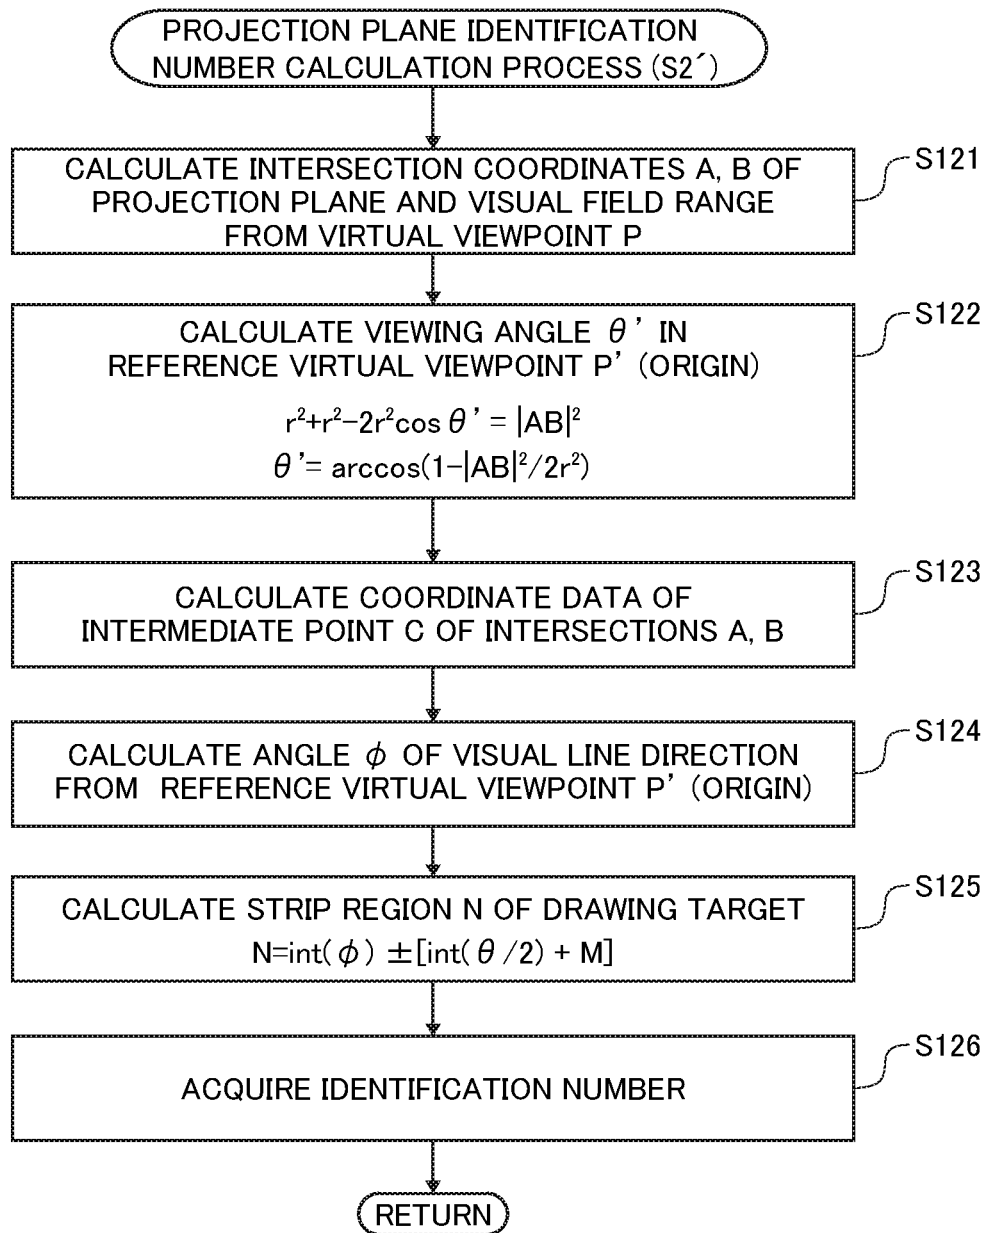 PROJECTION PLANE IDENTIFICATION
NUMBER CALCULATION PROCESS (S2´)
CALCULATE INTERSECTION COORDINATES A, B OF
PROJECTION PLANE AND VISUAL FIELD RANGE
FROM VIRTUAL VIEWPOINT P
S121
CALCULATE VIEWING ANGLE θ' IN
REFERENCE VIRTUAL VIEWPOINT P' (ORIGIN)
r²+r²−2r²cos θ' = |AB|²
θ'= arccos(1−|AB|²/2r²)
S122
CALCULATE COORDINATE DATA OF
INTERMEDIATE POINT C OF INTERSECTIONS A, B
S123
CALCULATE ANGLE φ OF VISUAL LINE DIRECTION
FROM REFERENCE VIRTUAL VIEWPOINT P' (ORIGIN)
S124
CALCULATE STRIP REGION N OF DRAWING TARGET
N=int(φ) ±[int(θ/2) + M]
S125
ACQUIRE IDENTIFICATION NUMBER
S126
RETURN